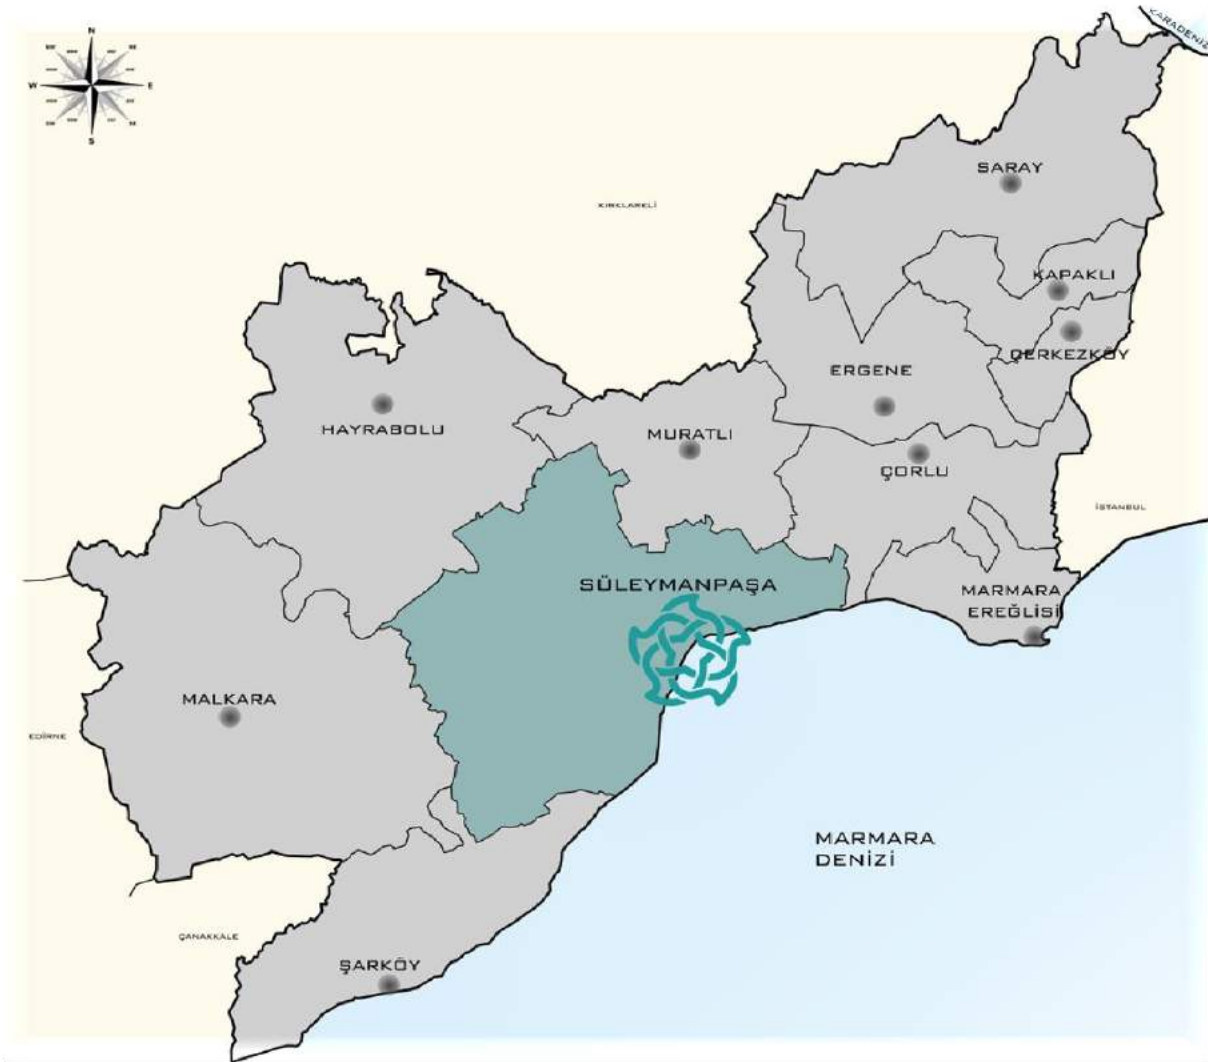 KARADENİZ
N
W
E
S
SARAY
KIRKLARELİ
KAPAKLI
ÇERKEZKÖY
ERGENE
HAYRABOLU
MURATLI
ÇORLU
İSTANBUL
SÜLEYMANPAŞA
MARMARA
EREĞLİSİ
MALKARA
EDİRNE
MARMARA
DENİZİ
ÇANAKKALE
ŞARKÖY